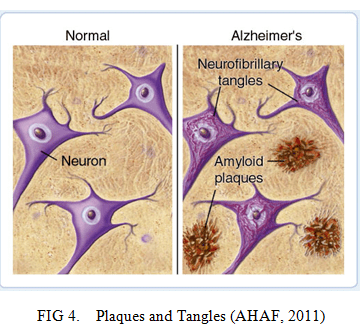 Normal
Alzheimer's
Neurofibrillary
tangles
Neuron
Amyloid
plaques
FIG 4. Plaques and Tangles (AHAF, 2011)